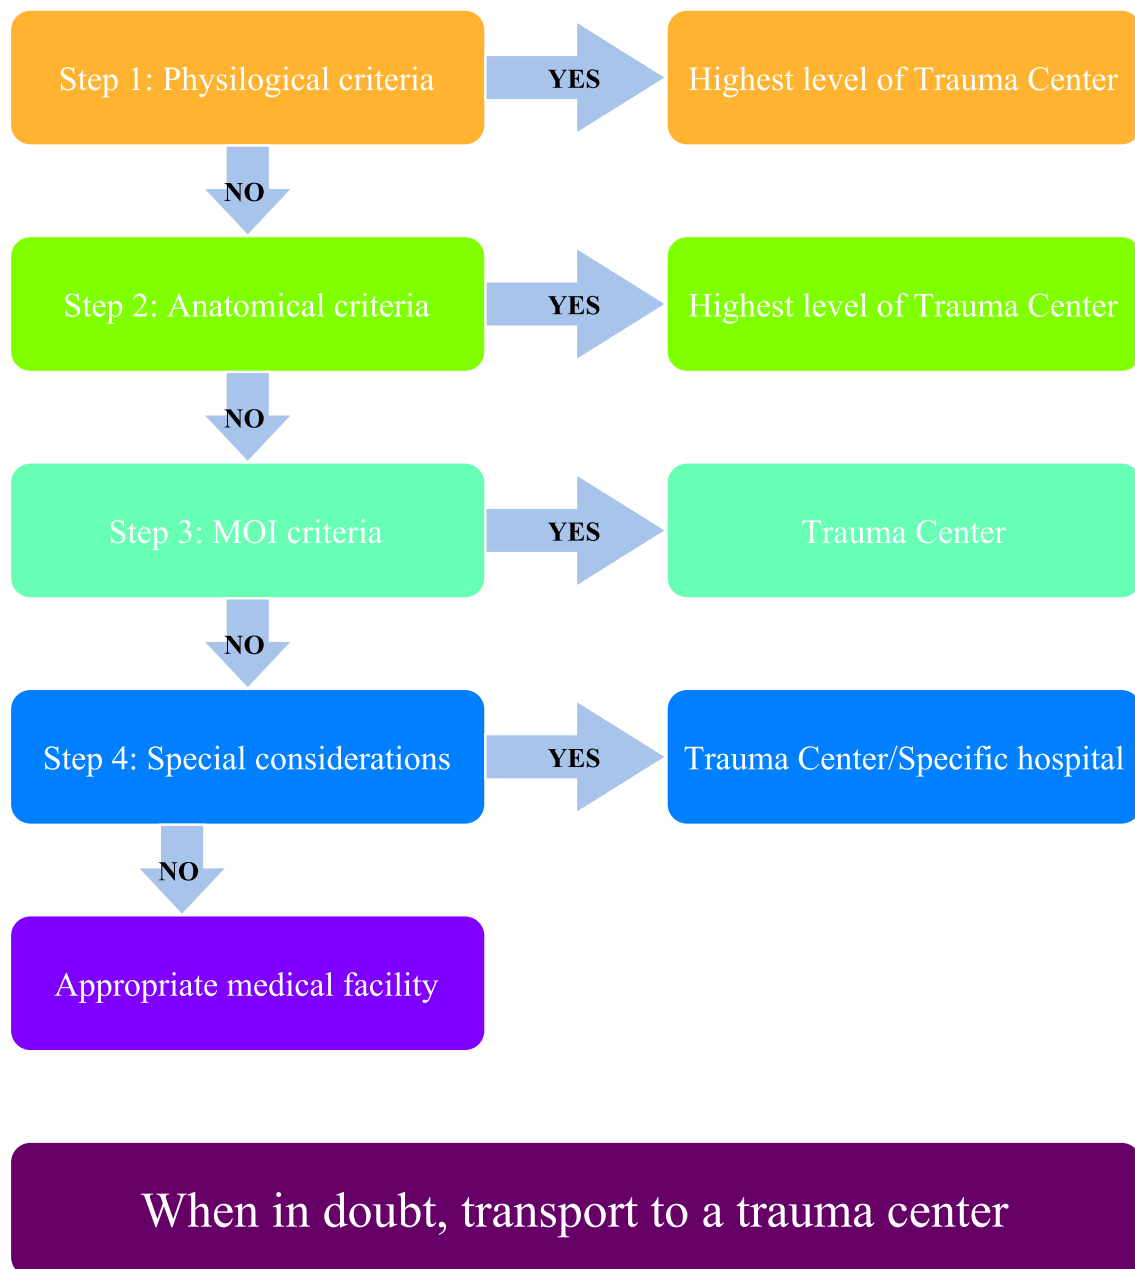 Step 1: Physilogical criteria
YES
Highest level of Trauma Center
NO
Step 2: Anatomical criteria
YES
Highest level of Trauma Center
NO
Step 3: MOI criteria
YES
Trauma Center
NO
Step 4: Special considerations
YES
Trauma Center/Specific hospital
NO
Appropriate medical facility
When in doubt, transport to a trauma center